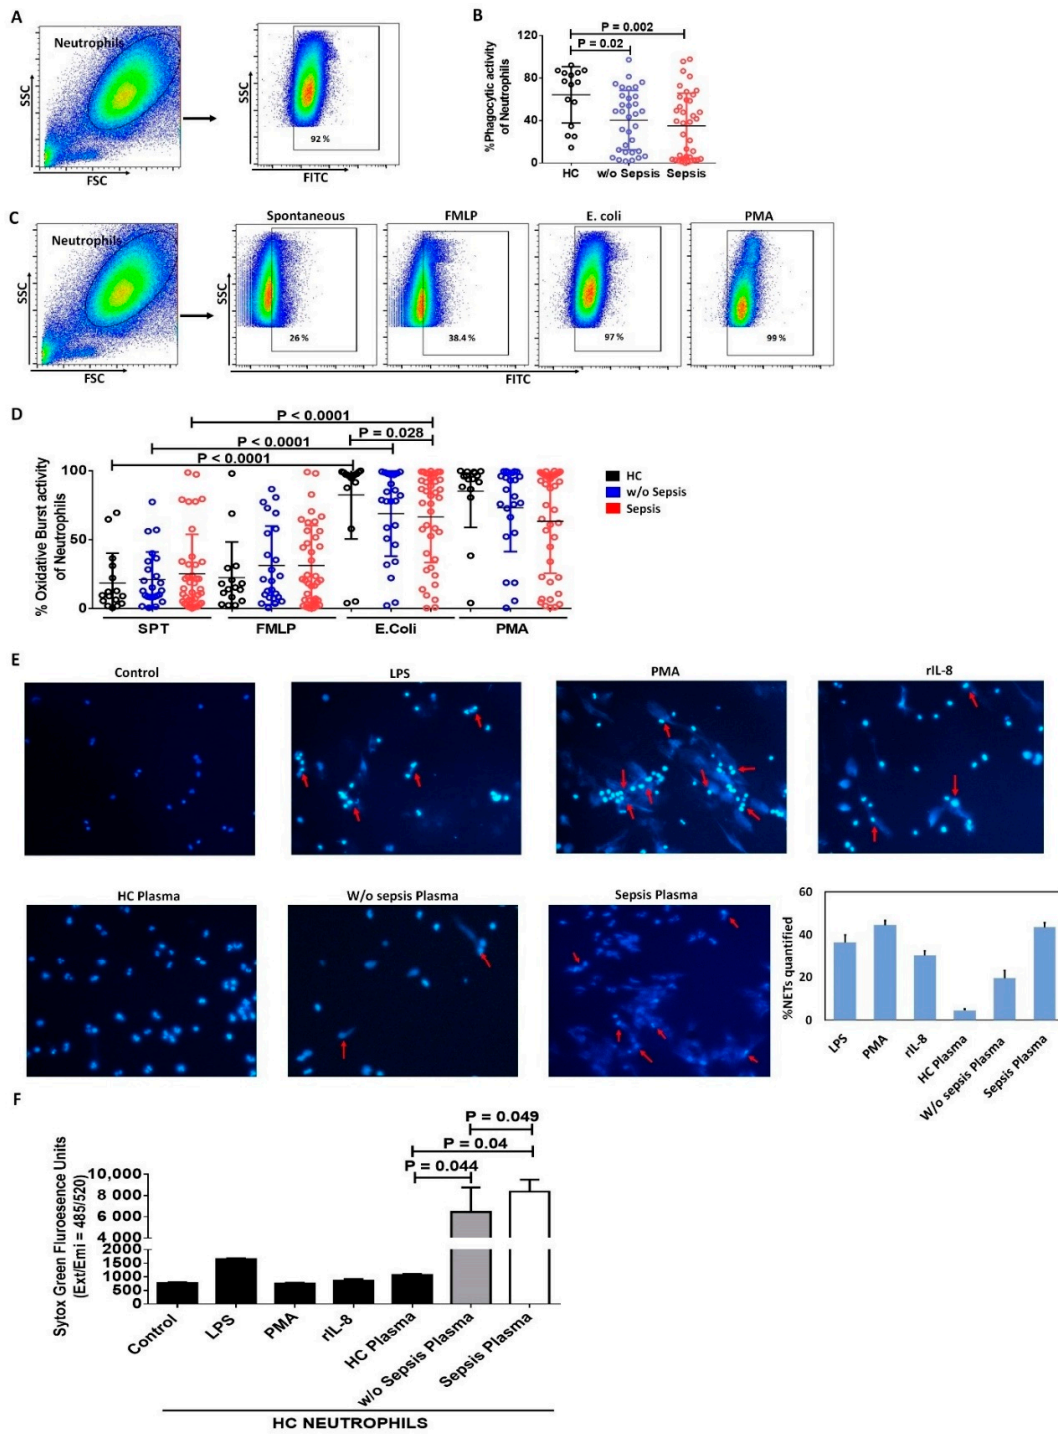 A
Neutrophils
SSC
FSC
SSC
92 %
FITC
B
P = 0.002
P = 0.02
%Phagocytic activity
of Neutrophils
120
80
40
0
HC
w/o Sepsis
Sepsis
C
Neutrophils
SSC
FSC
Spontaneous
FMLP
E. coli
PMA
SSC
26 %
38.4 %
97 %
99 %
FITC
D
P < 0.0001
P = 0.028
P < 0.0001
P < 0.0001
% Oxidative Burst activity
of Neutrophils
100
50
0
SPT
FMLP
E.Coli
PMA
HC
w/o Sepsis
Sepsis
E
Control
LPS
PMA
rIL-8
HC Plasma
W/o sepsis Plasma
Sepsis Plasma
%NETs quantified
60
40
20
0
LPS
PMA
rIL-8
HC Plasma
W/o sepsis Plasma
Sepsis Plasma
F
P = 0.049
P = 0.04
P = 0.044
Sytox Green Fluroesence Units
(Ext/Emi = 485/520)
10,000
8 000
6 000
4 000
2000
1500
1000
500
0
Control
LPS
PMA
rIL-8
HC Plasma
w/o Sepsis Plasma
Sepsis Plasma
HC NEUTROPHILS